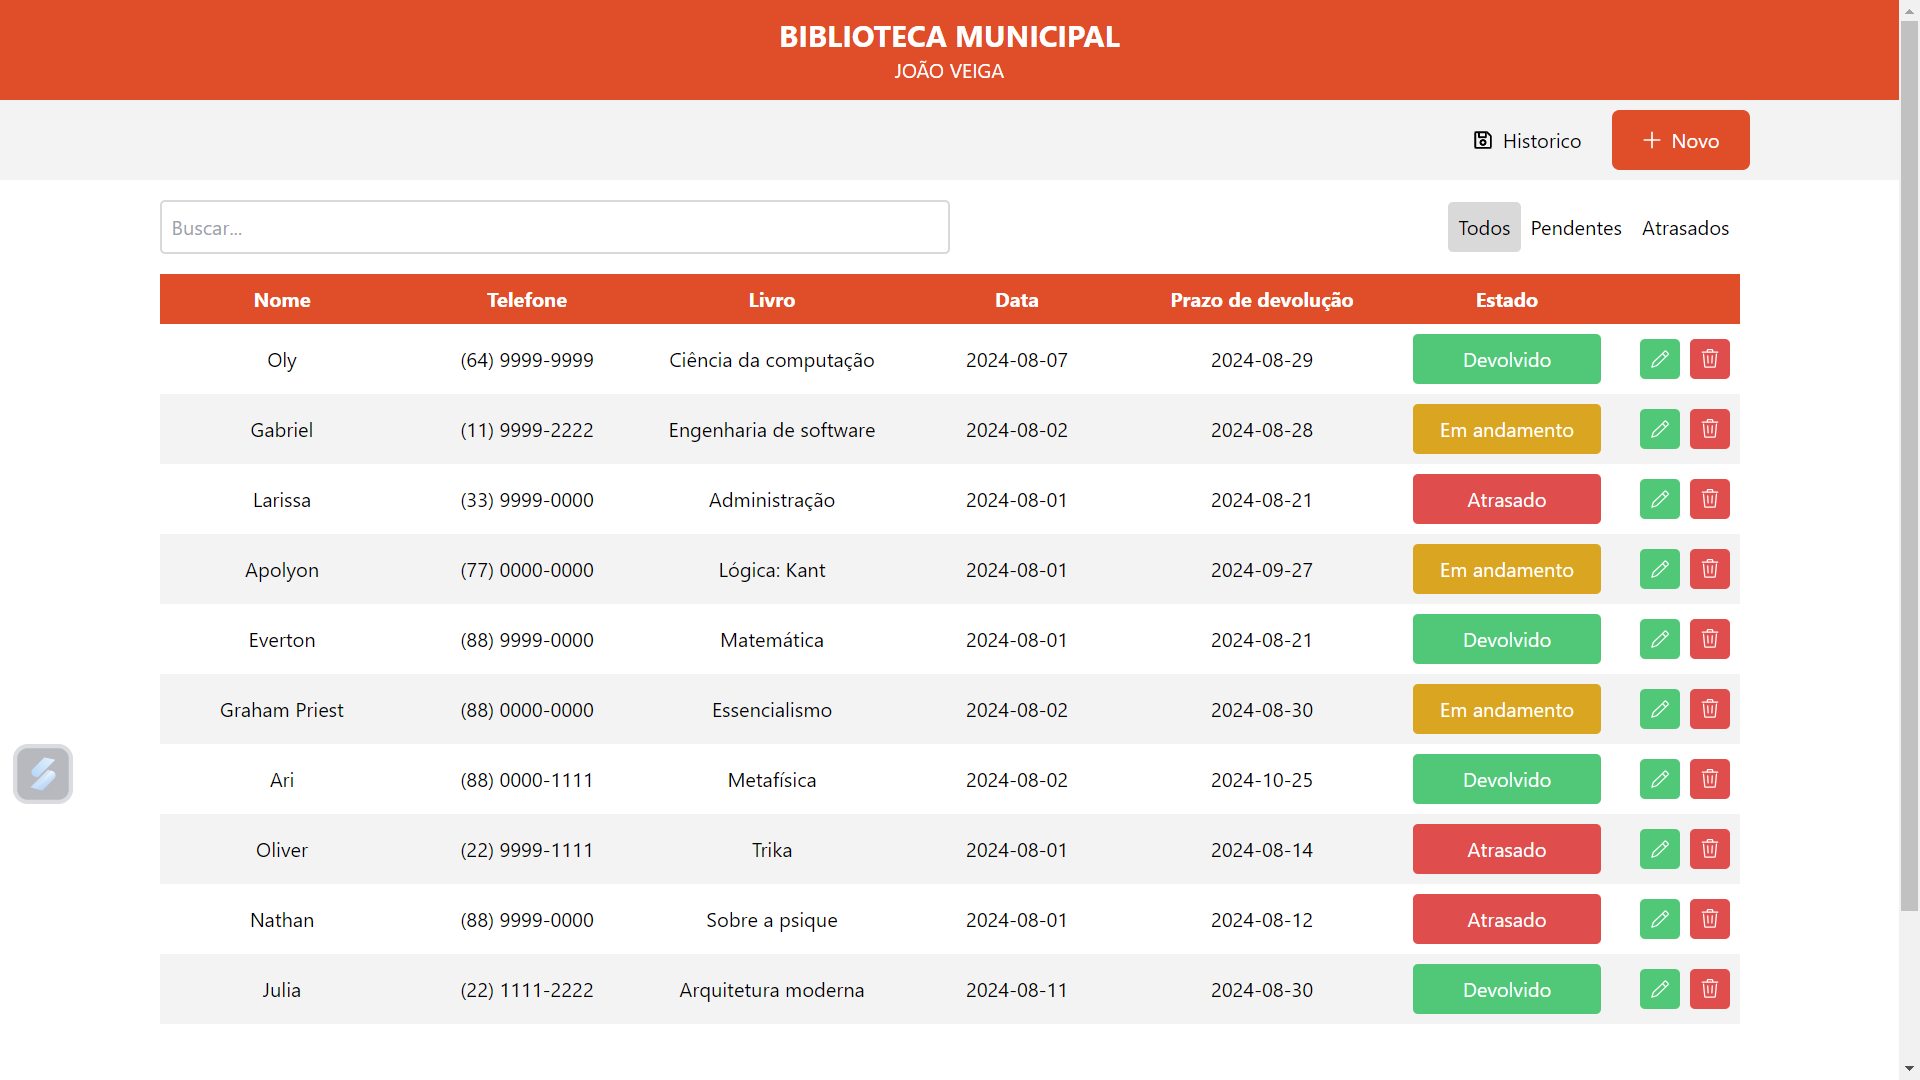 BIBLIOTECA MUNICIPAL
JOÃO VEIGA
Historico Novo
Buscar... Todos Pendentes Atrasados
Nome Telefone Livro Data Prazo de devolução Estado
Oly (64) 9999-9999 Ciência da computação 2024-08-07 2024-08-29 Devolvido
Gabriel (11) 9999-2222 Engenharia de software 2024-08-02 2024-08-28 Em andamento
Larissa (33) 9999-0000 Administração 2024-08-01 2024-08-21 Atrasado
Apolyon (77) 0000-0000 Lógica: Kant 2024-08-01 2024-09-27 Em andamento
Everton (88) 9999-0000 Matemática 2024-08-01 2024-08-21 Devolvido
Graham Priest (88) 0000-0000 Essencialismo 2024-08-02 2024-08-30 Em andamento
Ari (88) 0000-1111 Metafísica 2024-08-02 2024-10-25 Devolvido
Oliver (22) 9999-1111 Trika 2024-08-01 2024-08-14 Atrasado
Nathan (88) 9999-0000 Sobre a psique 2024-08-01 2024-08-12 Atrasado
Julia (22) 1111-2222 Arquitetura moderna 2024-08-11 2024-08-30 Devolvido